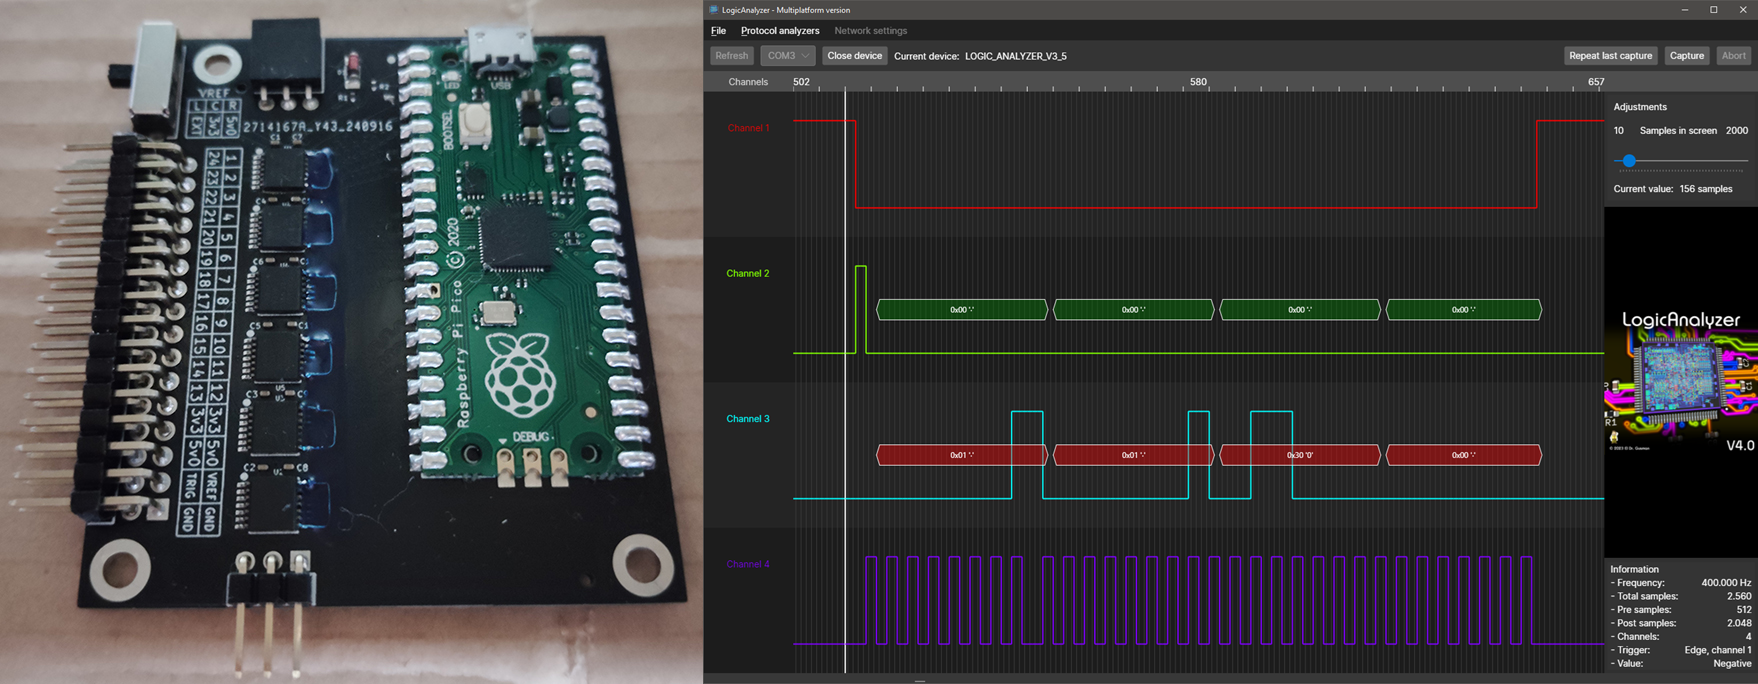 VREF
L C R
EXT 3v3 5v0
2714167A_Y43_240916
24 1
23 2
22 3
21 4
20 5
19 6
18 7
17 8
16 9
15 10
14 11
13 12
3v3 3v3
5v0 5v0
TRIG VREF
GND GND
LED
USB
BOOTSEL
Raspberry Pi Pico © 2020
DEBUG
LogicAnalyzer - Multiplatform version
File Protocol analyzers Network settings
Refresh COM3 Close device Current device: LOGIC_ANALYZER_V3_5 Repeat last capture Capture Abort
Channels 502 580 657
Channel 1
Channel 2
0x00 '·' 0x00 '·' 0x00 '·' 0x00 '·'
Channel 3
0x01 '·' 0x01 '·' 0x30 '0' 0x00 '·'
Channel 4
Adjustments
10 Samples in screen 2000
Current value: 156 samples
LogicAnalyzer
R1
V4.0
Information
- Frequency: 400.000 Hz
- Total samples: 2.560
- Pre samples: 512
- Post samples: 2.048
- Channels: 4
- Trigger: Edge, channel 1
- Value: Negative